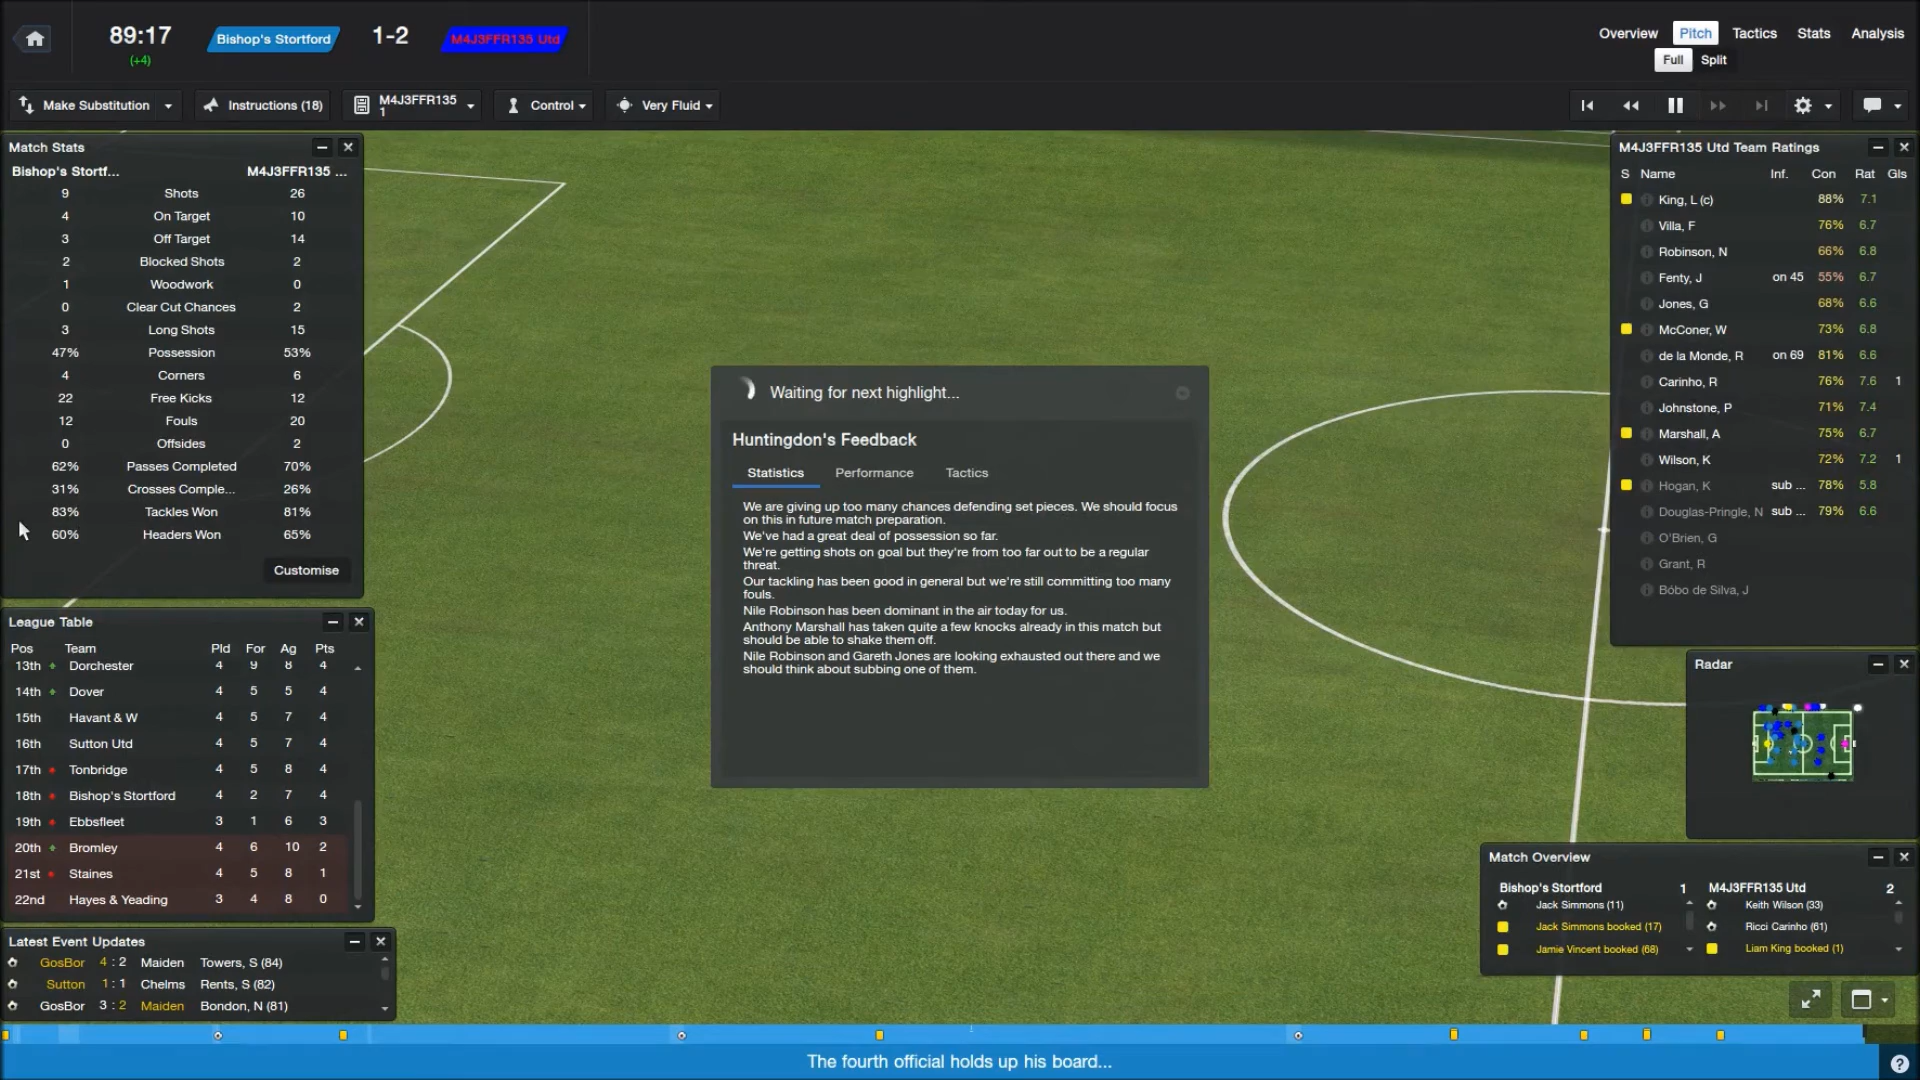 89:17
(+4)
Bishop's Stortford
1-2
M4J3FFR135 Utd
Overview Pitch Tactics Stats Analysis
Full Split
Make Substitution
Instructions (18)
M4J3FFR135
1
Control
Very Fluid
Match Stats
Bishop's Stortf... M4J3FFR135 ...
9 Shots 26
4 On Target 10
3 Off Target 14
2 Blocked Shots 2
1 Woodwork 0
0 Clear Cut Chances 2
3 Long Shots 15
47% Possession 53%
4 Corners 6
22 Free Kicks 12
12 Fouls 20
0 Offsides 2
62% Passes Completed 70%
31% Crosses Comple... 26%
83% Tackles Won 81%
60% Headers Won 65%
Customise
League Table
Pos Team Pld For Ag Pts
13th Dorchester 4 9 8 4
14th Dover 4 5 5 4
15th Havant & W 4 5 7 4
16th Sutton Utd 4 5 7 4
17th Tonbridge 4 5 8 4
18th Bishop's Stortford 4 2 7 4
19th Ebbsfleet 3 1 6 3
20th Bromley 4 6 10 2
21st Staines 4 5 8 1
22nd Hayes & Yeading 3 4 8 0
Latest Event Updates
GosBor 4 : 2 Maiden Towers, S (84)
Sutton 1 : 1 Chelms Rents, S (82)
GosBor 3 : 2 Maiden Bondon, N (81)
Waiting for next highlight...
Huntingdon's Feedback
Statistics Performance Tactics
We are giving up too many chances defending set pieces. We should focus
on this in future match preparation.
We've had a great deal of possession so far.
We're getting shots on goal but they're from too far out to be a regular
threat.
Our tackling has been good in general but we're still committing too many
fouls.
Nile Robinson has been dominant in the air today for us.
Anthony Marshall has taken quite a few knocks already in this match but
should be able to shake them off.
Nile Robinson and Gareth Jones are looking exhausted out there and we
should think about subbing one of them.
M4J3FFR135 Utd Team Ratings
S Name Inf. Con Rat Gls
King, L (c) 88% 7.1
Villa, F 76% 6.7
Robinson, N 66% 6.8
Fenty, J on 45 55% 6.7
Jones, G 68% 6.6
McConer, W 73% 6.8
de la Monde, R on 69 81% 6.6
Carinho, R 76% 7.6 1
Johnstone, P 71% 7.4
Marshall, A 75% 6.7
Wilson, K 72% 7.2 1
Hogan, K sub ... 78% 5.8
Douglas-Pringle, N sub ... 79% 6.6
O'Brien, G
Grant, R
Bóbo de Silva, J
Radar
Match Overview
Bishop's Stortford 1 M4J3FFR135 Utd 2
Jack Simmons (11) Keith Wilson (33)
Jack Simmons booked (17) Ricci Carinho (61)
Jamie Vincent booked (68) Liam King booked (1)
The fourth official holds up his board...
?